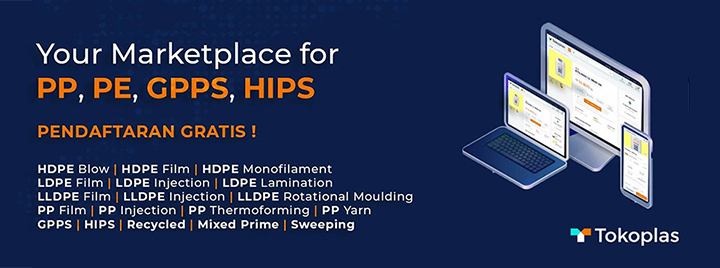 Your Marketplace for
PP, PE, GPPS, HIPS
PENDAFTARAN GRATIS !
HDPE Blow | HDPE Film | HDPE Monofilament
LDPE Film | LDPE Injection | LDPE Lamination
LLDPE Film | LLDPE Injection | LLDPE Rotational Moulding
PP Film | PP Injection | PP Thermoforming | PP Yarn
GPPS | HIPS | Recycled | Mixed Prime | Sweeping
Tokoplas